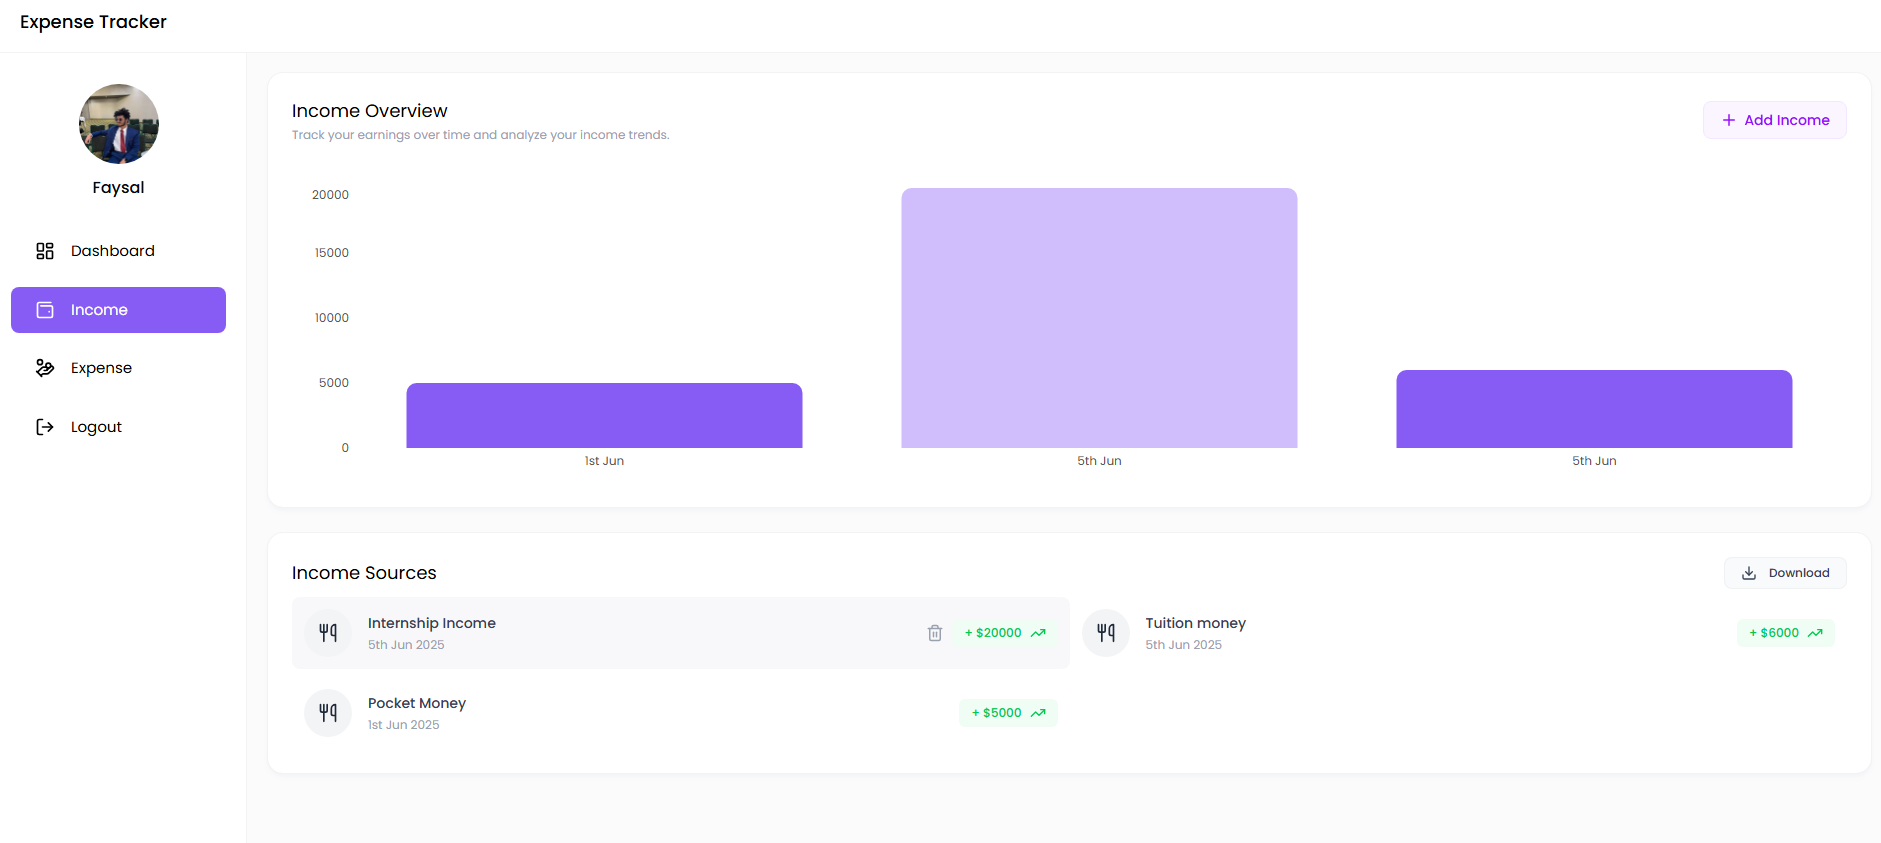 Expense Tracker
Faysal
Dashboard
Income
Expense
Logout
Income Overview
Track your earnings over time and analyze your income trends.
Add Income
20000
15000
10000
5000
0
1st Jun
5th Jun
5th Jun
Income Sources
Download
Internship Income
5th Jun 2025
+ $20000
Tuition money
5th Jun 2025
+ $6000
Pocket Money
1st Jun 2025
+ $5000